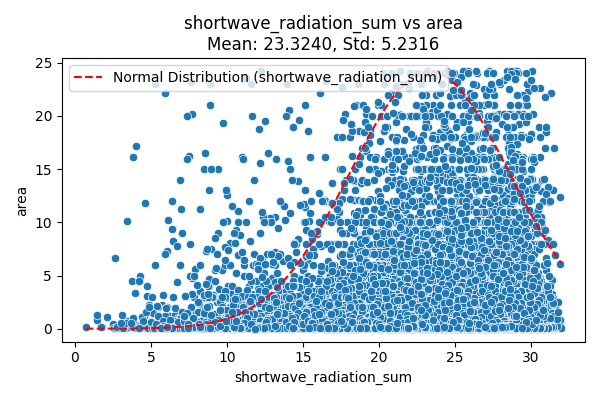 shortwave_radiation_sum vs area
Mean: 23.3240, Std: 5.2316
Normal Distribution (shortwave_radiation_sum)
area
25
20
15
10
5
0
0 5 10 15 20 25 30
shortwave_radiation_sum